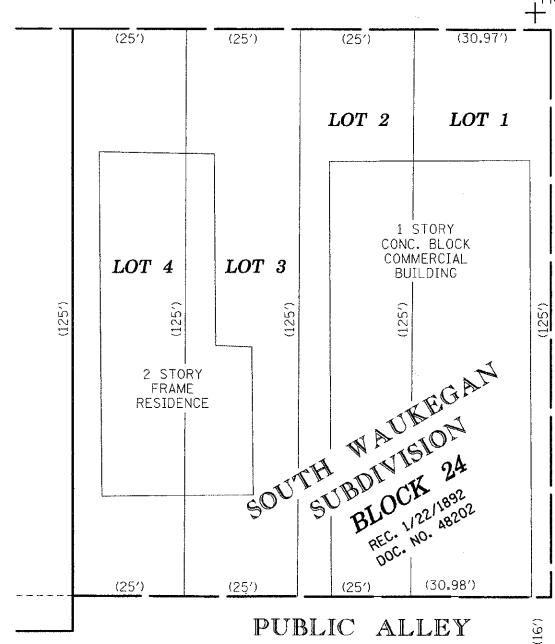 (25') (25') (25') (30.97')
LOT 2 LOT 1
1 STORY
CONC. BLOCK
COMMERCIAL
BUILDING
LOT 4 LOT 3
(125') (125') (125') (125') (125')
2 STORY
FRAME
RESIDENCE
SOUTH WAUKEGAN
SUBDIVISION
BLOCK 24
REC. 1/22/1892
DOC. NO. 48202
(25') (25') (25') (30.98')
PUBLIC ALLEY
(16')